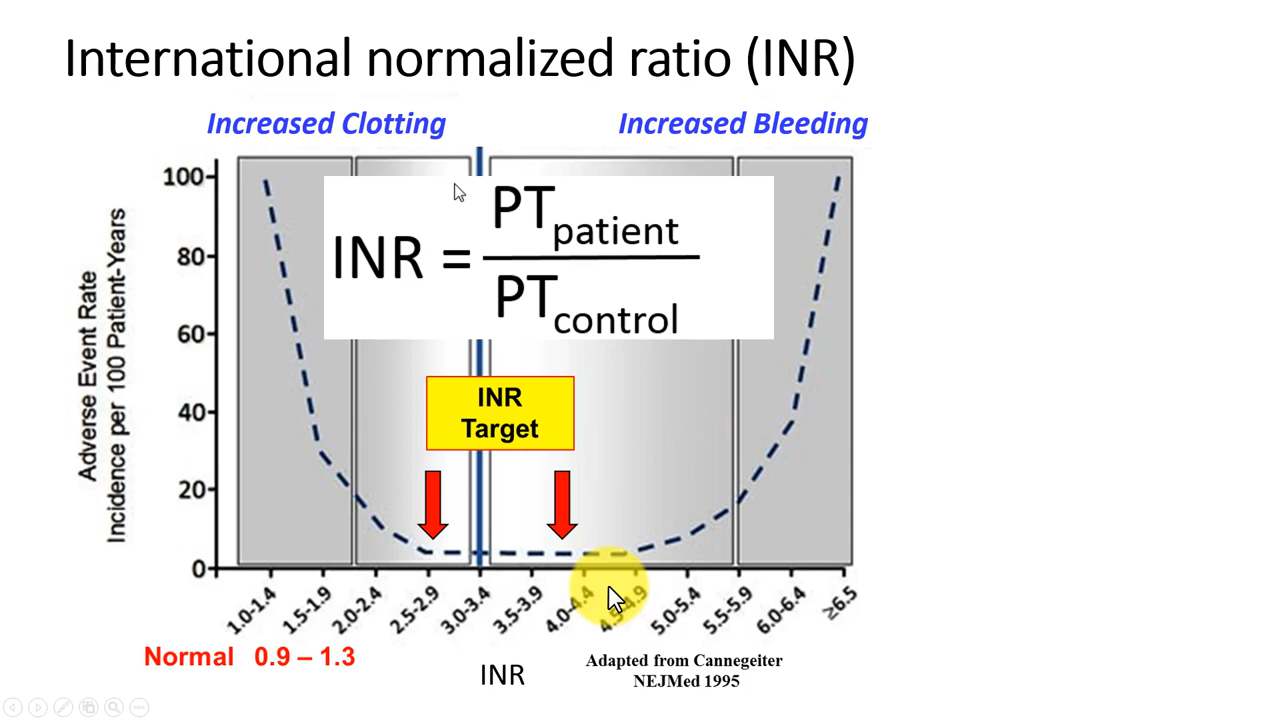 International normalized ratio (INR)
Increased Clotting
Increased Bleeding
INR =
PTpatient
PTcontrol
INR
Target
Adverse Event Rate
Incidence per 100 Patient-Years
100
80
60
40
20
0
1.0-1.4
1.5-1.9
2.0-2.4
2.5-2.9
3.0-3.4
3.5-3.9
4.0-4.4
4.5-4.9
5.0-5.4
5.5-5.9
6.0-6.4
≥6.5
Normal 0.9 – 1.3
INR
Adapted from Cannegeiter
NEJMed 1995